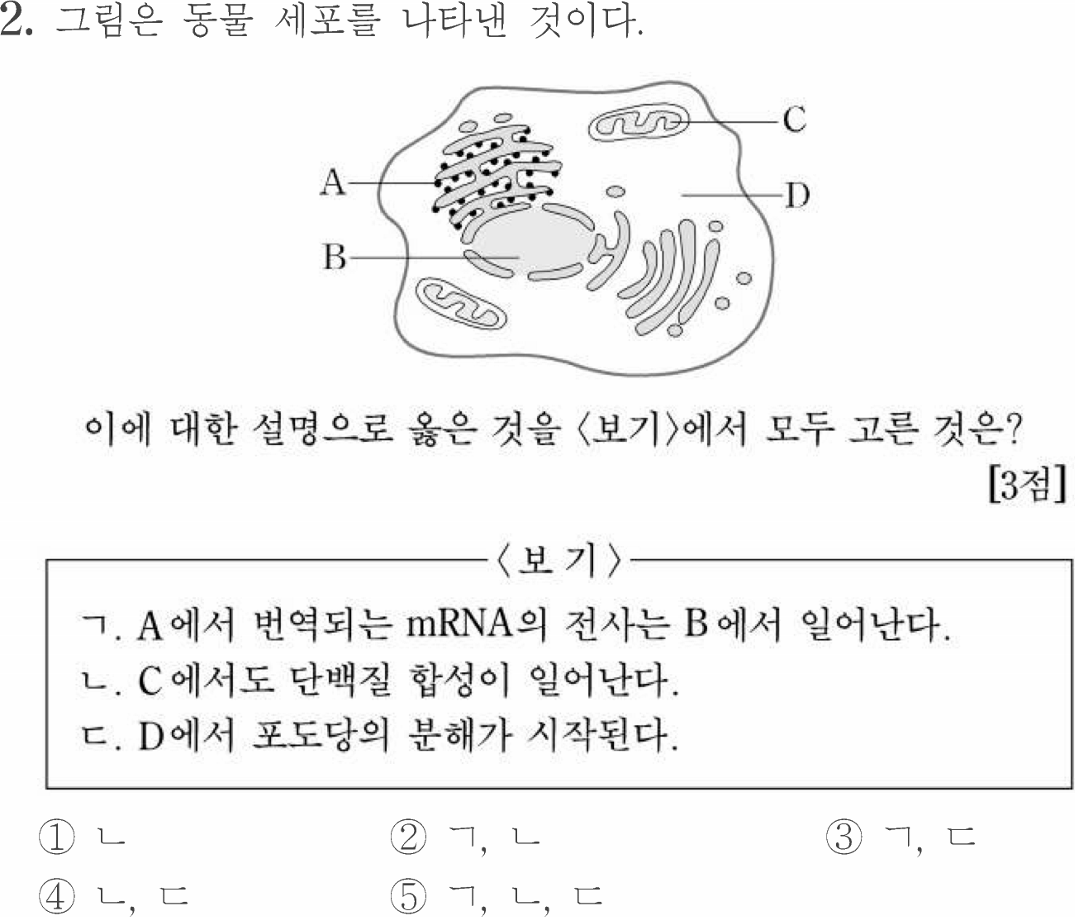 2. 그림은 동물 세포를 나타낸 것이다.
A
B
C
D
이에 대한 설명으로 옳은 것을 〈보기〉에서 모두 고른 것은?
[3점]
〈보 기〉
ㄱ. A에서 번역되는 mRNA의 전사는 B에서 일어난다.
ㄴ. C에서도 단백질 합성이 일어난다.
ㄷ. D에서 포도당의 분해가 시작된다.
① ㄴ ② ㄱ, ㄴ ③ ㄱ, ㄷ
④ ㄴ, ㄷ ⑤ ㄱ, ㄴ, ㄷ